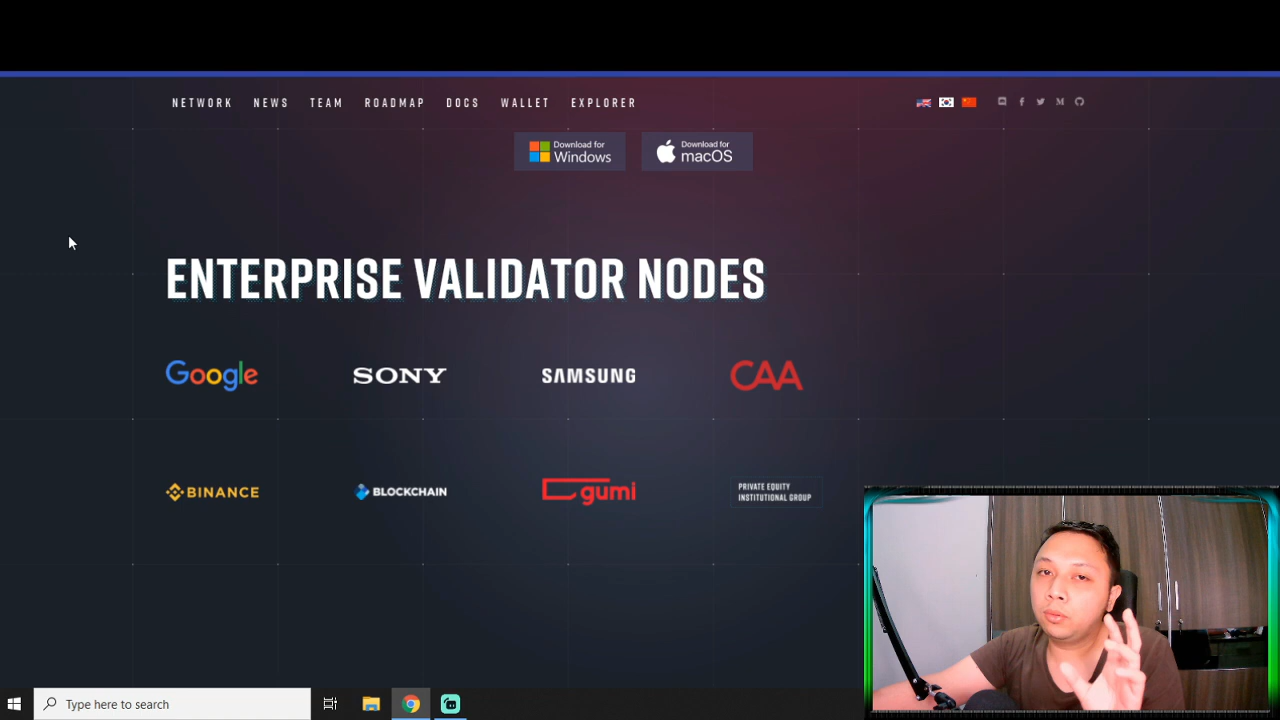 NETWORK NEWS TEAM ROADMAP DOCS WALLET EXPLORER
Download for
Windows
Download for
macOS
ENTERPRISE VALIDATOR NODES
Google SONY SAMSUNG CAA
BINANCE BLOCKCHAIN gumi PRIVATE EQUITY
INSTITUTIONAL GROUP
Type here to search